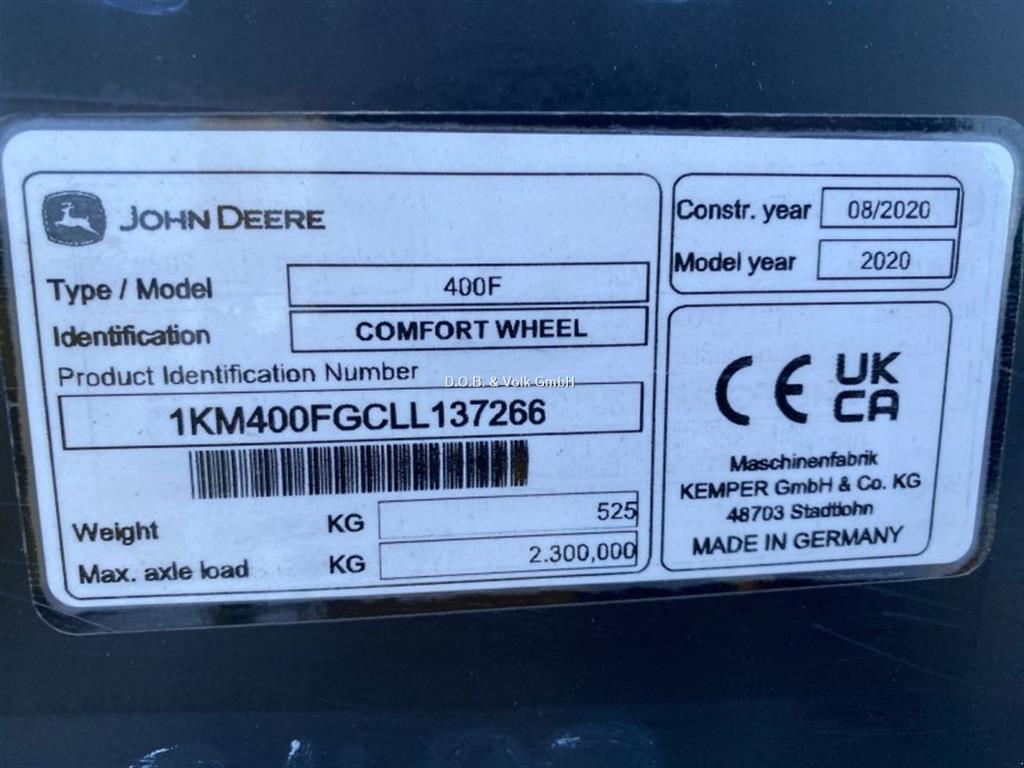 JOHN DEERE
Type / Model 400F
Identification COMFORT WHEEL
Product Identification Number
D.O.B. & Volk GmbH
1KM400FGCLL137266
Weight KG 525
Max. axle load KG 2.300,000
Constr. year 08/2020
Model year 2020
CE UK
CA
Maschinenfabrik
KEMPER GmbH & Co. KG
48703 Stadtlohn
MADE IN GERMANY